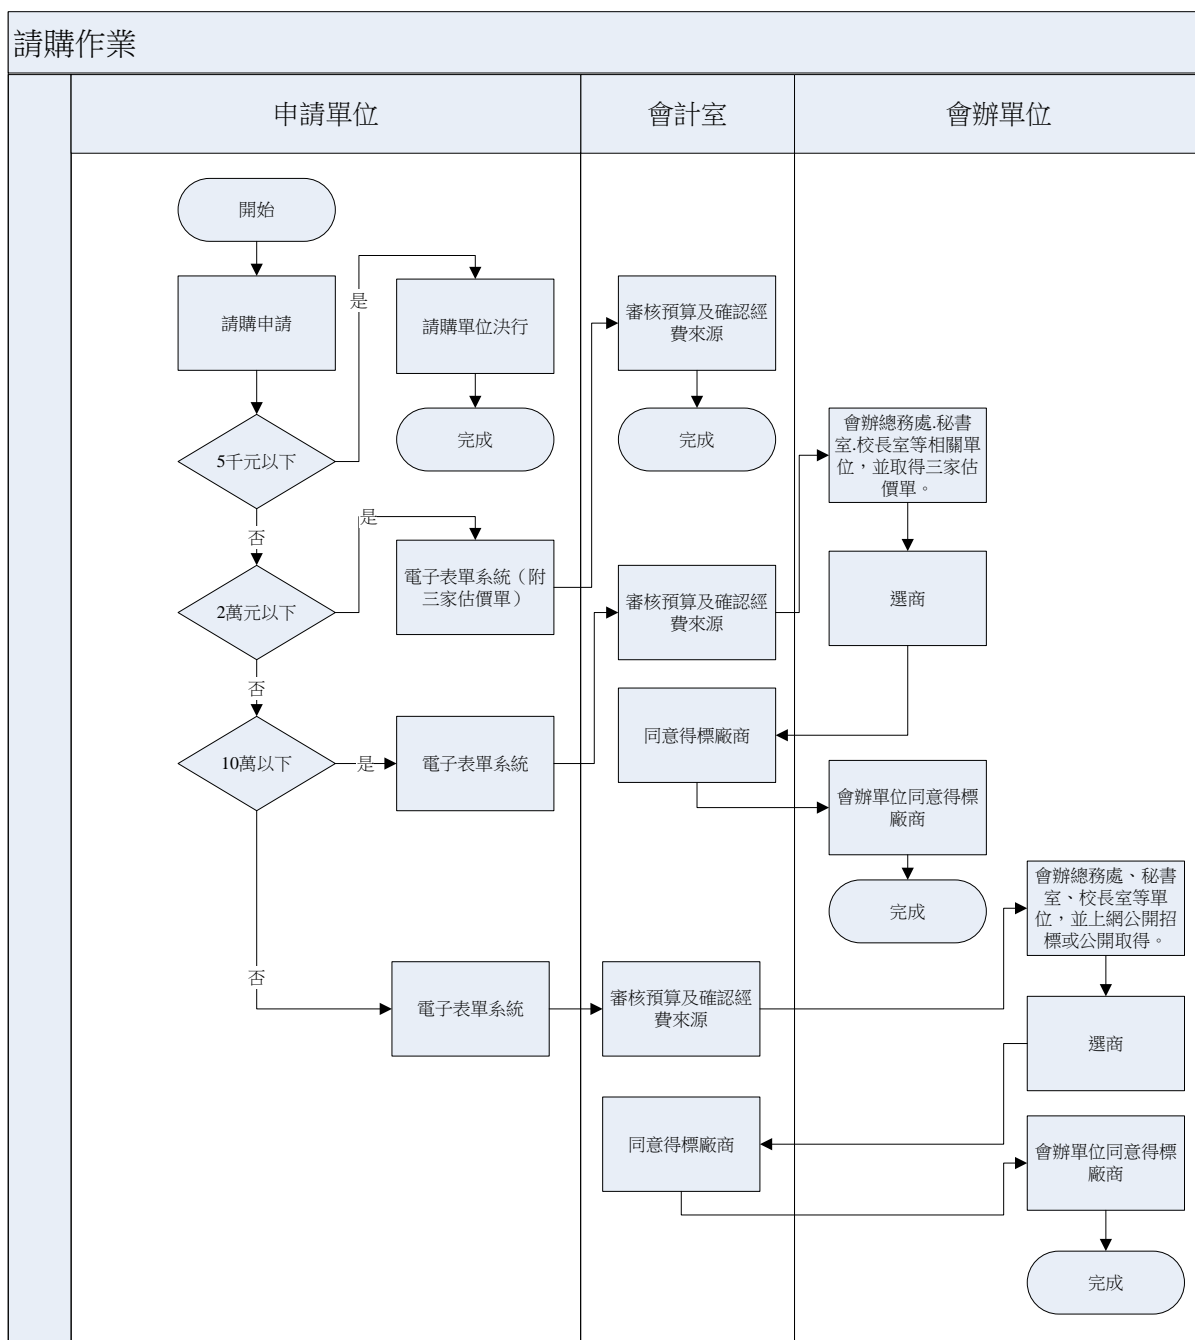 請購作業
申請單位
會計室
會辦單位
開始
請購申請
是
請購單位決行
審核預算及確認經
費來源
5千元以下
完成
完成
會辦總務處.秘書
室.校長室等相關單
位，並取得三家估
價單。
否
是
2萬元以下
電子表單系統（附
三家估價單）
審核預算及確認經
費來源
選商
否
10萬以下
是
電子表單系統
同意得標廠商
會辦單位同意得標
廠商
完成
會辦總務處、秘書
室、校長室等單
位，並上網公開招
標或公開取得。
否
電子表單系統
審核預算及確認經
費來源
選商
同意得標廠商
會辦單位同意得標
廠商
完成